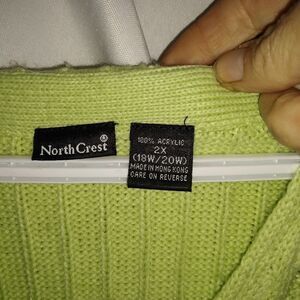 NorthCrest®
100% ACRYLIC
2X
(18W/20W)
MADE IN HONG KONG
CARE ON REVERSE